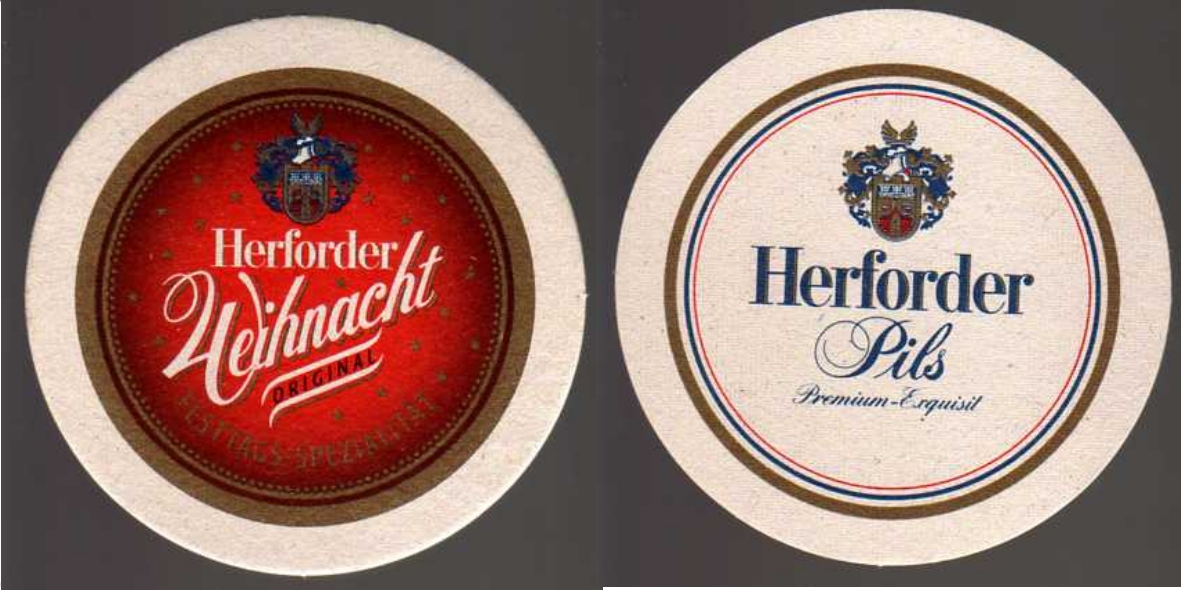 Herforder
Weihnacht
ORIGINAL
FESTTAGS-SPEZIALITÄT
Herforder
Pils
Premium-Exquisit